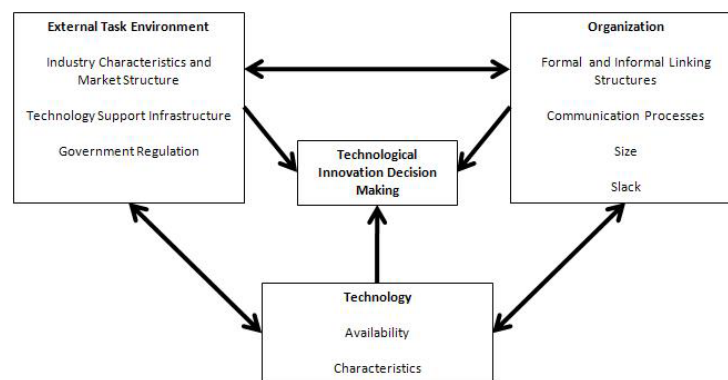 External Task Environment
Industry Characteristics and
Market Structure
Technology Support Infrastructure
Government Regulation
Organization
Formal and Informal Linking
Structures
Communication Processes
Size
Slack
Technological
Innovation Decision
Making
Technology
Availability
Characteristics